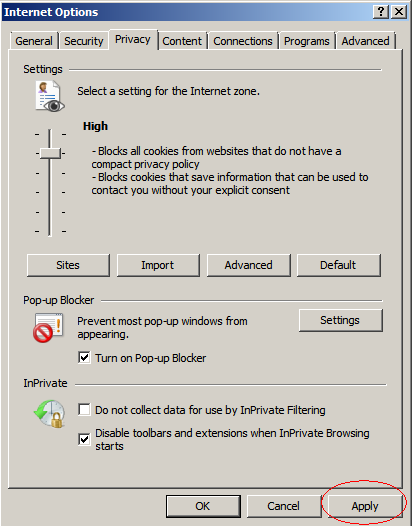 Internet Options
General Security Privacy Content Connections Programs Advanced
Settings
Select a setting for the Internet zone.
High
- Blocks all cookies from websites that do not have a
compact privacy policy
- Blocks cookies that save information that can be used to
contact you without your explicit consent
Sites Import Advanced Default
Pop-up Blocker
Prevent most pop-up windows from
appearing.
Settings
Turn on Pop-up Blocker
InPrivate
Do not collect data for use by InPrivate Filtering
Disable toolbars and extensions when InPrivate Browsing
starts
OK Cancel Apply